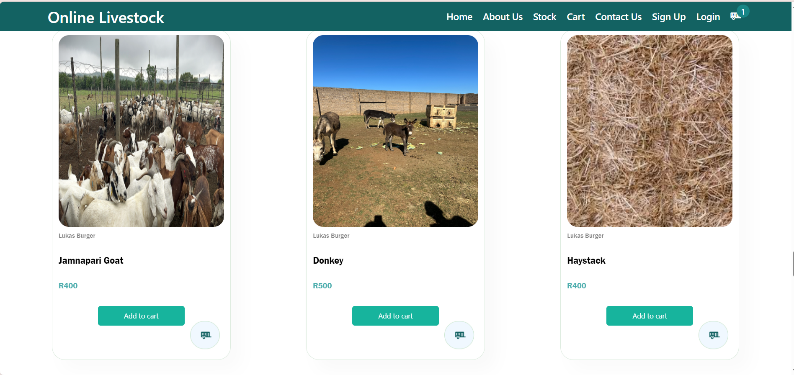 Online Livestock
Home About Us Stock Cart Contact Us Sign Up Login 1
Lukas Burger Lukas Burger Lukas Burger
Jamnapari Goat Donkey Haystack
R400 R500 R400
Add to cart Add to cart Add to cart